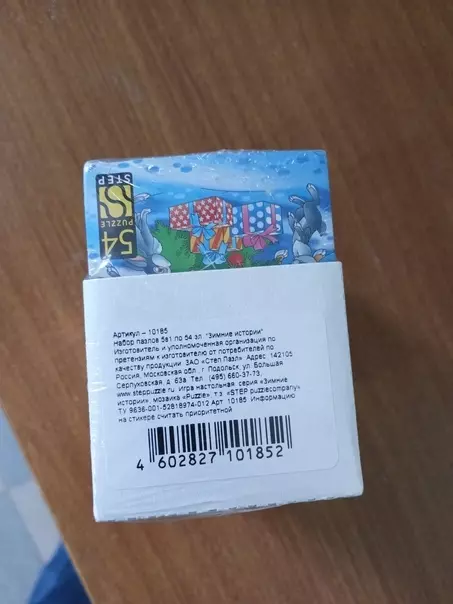 STEP
PUZZLE
54
Артикул – 10185
Набор пазлов 5в1 по 54 эл. "Зимние истории"
Изготовитель и уполномоченная организация по
претензиям к изготовителю от потребителей по
качеству продукции: ЗАО «Степ Пазл» Адрес: 142105
Россия, Московская обл., г. Подольск, ул. Большая
Серпуховская, д. 63а Тел.: (495) 660-37-73,
www.steppuzzle.ru. Игра настольная: серия «Зимние
истории», мозаика «Puzzle», т.з. «STEP puzzlecompany»
ТУ 9636-001-52818974-012 Арт. 10185 Информацию
на стикере считать приоритетной
4 602827 101852